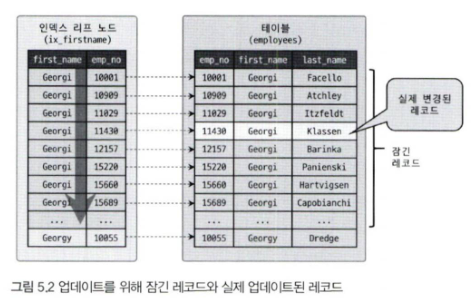 인덱스 리프 노드
(ix_firstname)
first_name emp_no
Georgi 10001
Georgi 10909
Georgi 11029
Georgi 11430
Georgi 12157
Georgi 15220
Georgi 15660
Georgi 15689
... ...
Georgy 10055
테이블
(employees)
emp_no first_name last_name
10001 Georgi Facello
10909 Georgi Atchley
11029 Georgi Itzfeldt
11430 Georgi Klassen
12157 Georgi Barinka
15220 Georgi Panienski
15660 Georgi Hartvigsen
15689 Georgi Capobianchi
... ... ...
10055 Georgy Dredge
실제 변경된
레코드
잠긴
레코드
그림 5.2 업데이트를 위해 잠긴 레코드와 실제 업데이트된 레코드